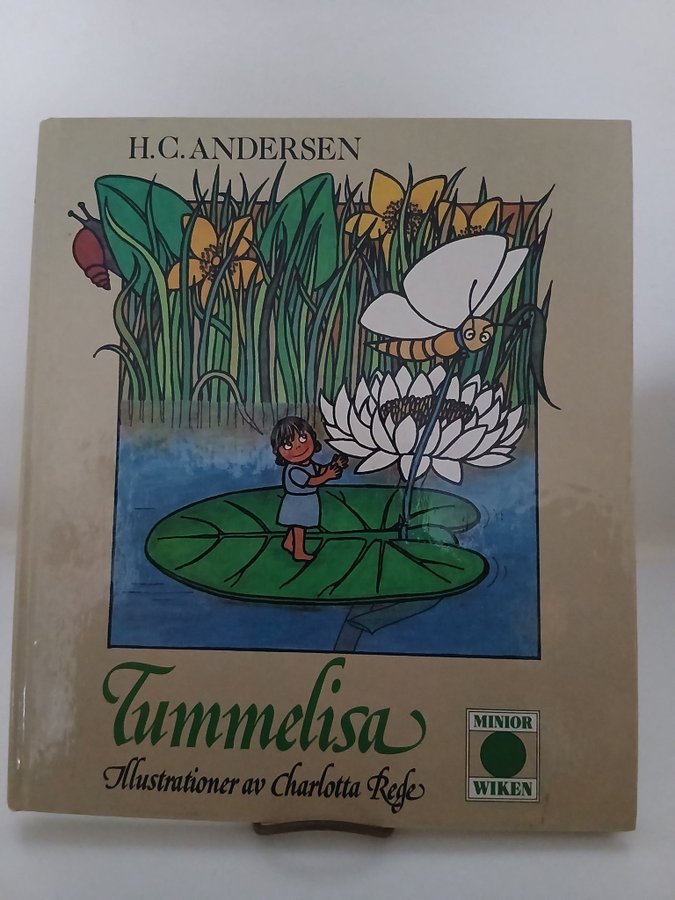 H.C. ANDERSEN
Tummelisa
Illustrationer av Charlotta Rege
MINIOR
WIKEN